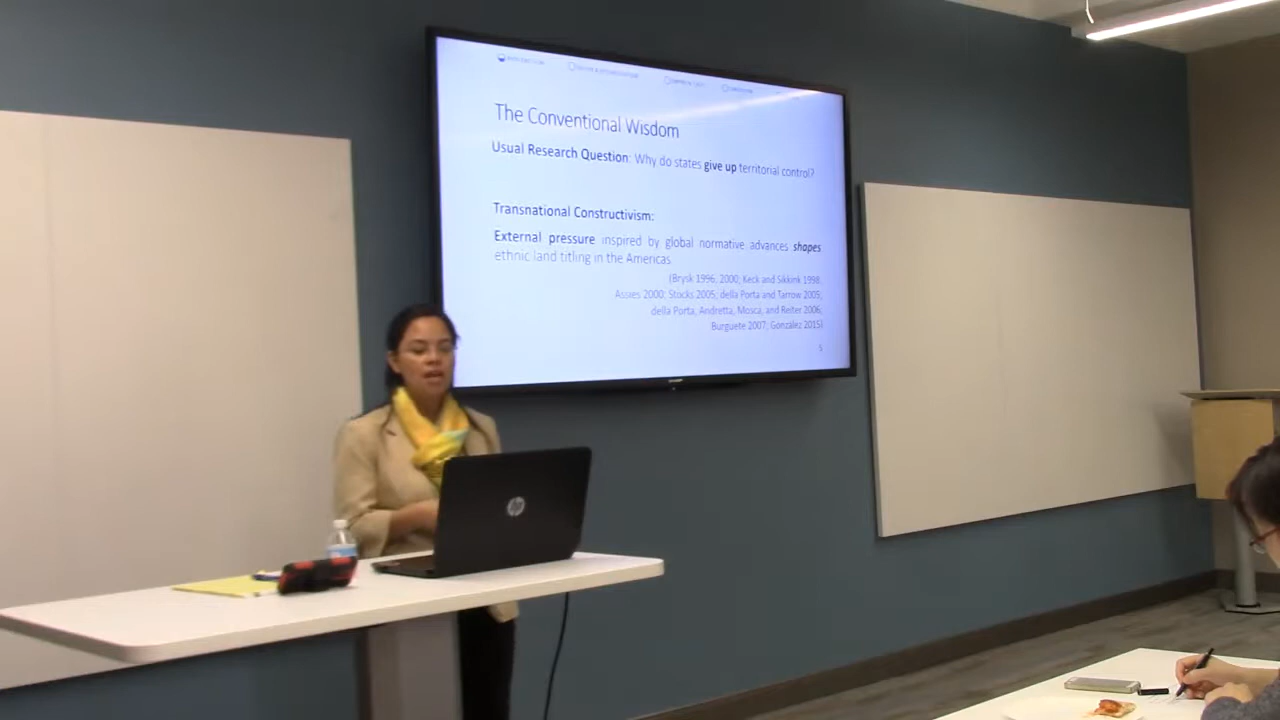 The Conventional Wisdom
Usual Research Question: Why do states give up territorial control?
Transnational Constructivism:
External pressure inspired by global normative advances shapes
ethnic land titling in the Americas
(Brysk 1996, 2000; Keck and Sikkink 1998,
Assies 2000; Stocks 2005; della Porta and Tarrow 2005;
della Porta, Andretta, Mosca, and Reiter 2006;
Burguete 2007; González 2015)
5
hp